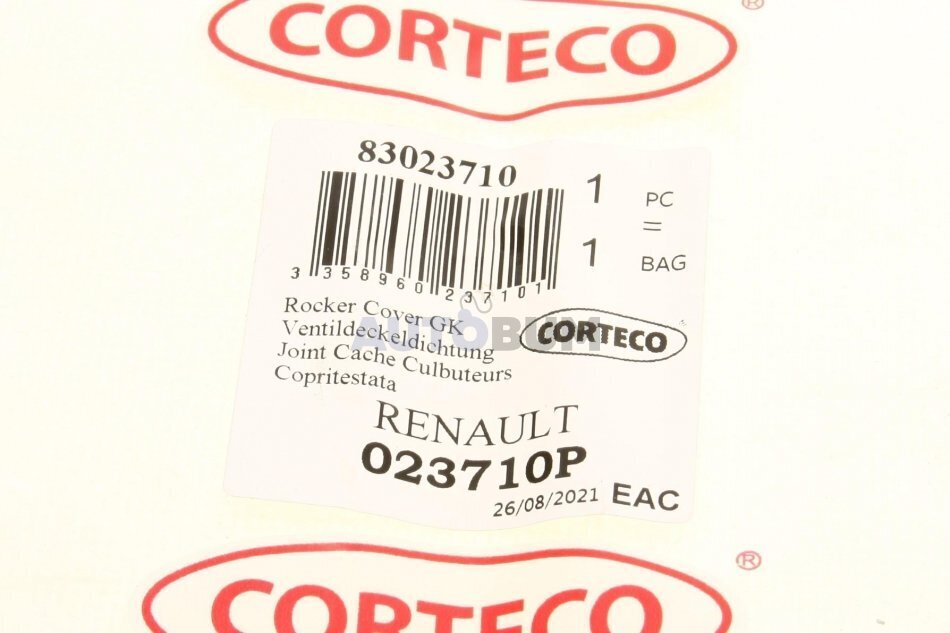 CORTECO ®
83023710
1 PC
=
1 BAG
3 358960 237101
Rocker Cover GK
Ventildeckeldichtung
Joint Cache Culbuteurs
Copritestata
AUTOBUM
CORTECO
RENAULT
023710P
26/08/2021 EAC
CORTECO ®